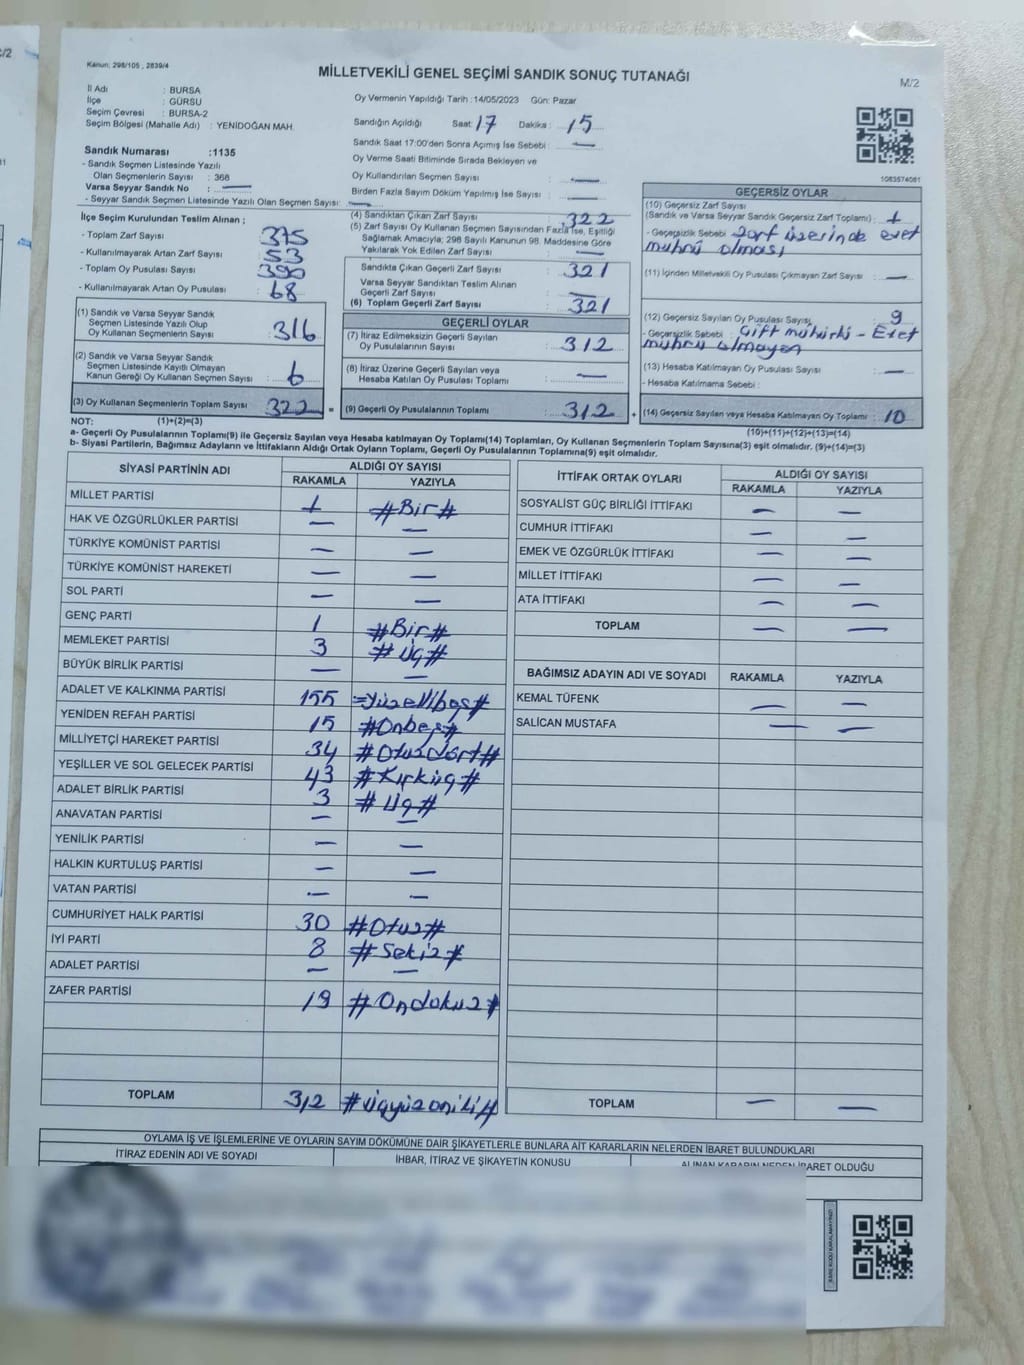 Kanun: 298/105 , 2839/4
MİLLETVEKİLİ GENEL SEÇİMİ SANDIK SONUÇ TUTANAĞI
M/2
İl Adı : BURSA
İlçe : GÜRSU
Seçim Çevresi : BURSA-2
Seçim Bölgesi (Mahalle Adı) : YENİDOĞAN MAH.
Oy Vermenin Yapıldığı Tarih :14/05/2023 Gün: Pazar
Sandığın Açıldığı Saat: 17 Dakika : 15
Sandık Saat 17:00'den Sonra Açımış İse Sebebi : —
Oy Verme Saati Bitiminde Sırada Bekleyen ve
Oy Kullandırılan Seçmen Sayısı : —
Birden Fazla Sayım Döküm Yapılmış İse Sayısı : —
1083574081
Sandık Numarası :1135
- Sandık Seçmen Listesinde Yazılı
Olan Seçmenlerin Sayısı : 368
Varsa Seyyar Sandık No : —
- Seyyar Sandık Seçmen Listesinde Yazılı Olan Seçmen Sayısı: —
İlçe Seçim Kurulundan Teslim Alınan ;
- Toplam Zarf Sayısı : 375
- Kullanılmayarak Artan Zarf Sayısı : 53
- Toplam Oy Pusulası Sayısı : 390
- Kullanılmayarak Artan Oy Pusulası : 68
(1) Sandık ve Varsa Seyyar Sandık
Seçmen Listesinde Yazılı Olup
Oy Kullanan Seçmenlerin Sayısı : 316
(2) Sandık ve Varsa Seyyar Sandık
Seçmen Listesinde Kayıtlı Olmayan
Kanun Gereği Oy Kullanan Seçmen Sayısı : 6
(3) Oy Kullanan Seçmenlerin Toplam Sayısı 322
(4) Sandıktan Çıkan Zarf Sayısı : 322
(5) Zarf Sayısı Oy Kullanan Seçmen Sayısından Fazla İse, Eşitliği
Sağlamak Amacıyla; 298 Sayılı Kanunun 98. Maddesine Göre
Yakılarak Yok Edilen Zarf Sayısı : —
Sandıkta Çıkan Geçerli Zarf Sayısı : 321
Varsa Seyyar Sandıktan Teslim Alınan
Geçerli Zarf Sayısı : —
(6) Toplam Geçerli Zarf Sayısı : 321
GEÇERLİ OYLAR
(7) İtiraz Edilmeksizin Geçerli Sayılan
Oy Pusulalarının Sayısı : 312
(8) İtiraz Üzerine Geçerli Sayılan veya
Hesaba Katılan Oy Pusulası Toplamı : —
= (9) Geçerli Oy Pusulalarının Toplamı : 312
GEÇERSİZ OYLAR
(10) Geçersiz Zarf Sayısı
(Sandık ve Varsa Seyyar Sandık Geçersiz Zarf Toplamı) : 1
- Geçersizlik Sebebi : Zarf üzerinde evet
mührü olması
(11) İçinden Milletvekili Oy Pusulası Çıkmayan Zarf Sayısı : —
(12) Geçersiz Sayılan Oy Pusulası Sayısı : 9
- Geçersizlik Sebebi : Çift mühürlü - Evet
mührü olmayan
(13) Hesaba Katılmayan Oy Pusulası Sayısı : —
- Hesaba Katılmama Sebebi :
+ (14) Geçersiz Sayılan veya Hesaba Katılmayan Oy Toplamı : 10
NOT: (1)+(2)=(3) (10)+(11)+(12)+(13)=(14)
a- Geçerli Oy Pusulalarının Toplamı(9) ile Geçersiz Sayılan veya Hesaba katılmayan Oy Toplamı(14) Toplamları, Oy Kullanan Seçmenlerin Toplam Sayısına(3) eşit olmalıdır. (9)+(14)=(3)
b- Siyasi Partilerin, Bağımsız Adayların ve İttifakların Aldığı Ortak Oyların Toplamı, Geçerli Oy Pusulalarının Toplamına(9) eşit olmalıdır.
SİYASİ PARTİNİN ADI ALDIĞI OY SAYISI
RAKAMLA YAZIYLA
MİLLET PARTİSİ 1 #Bir#
HAK VE ÖZGÜRLÜKLER PARTİSİ — —
TÜRKİYE KOMÜNİST PARTİSİ — —
TÜRKİYE KOMÜNİST HAREKETİ — —
SOL PARTİ — —
GENÇ PARTİ 1 #Bir#
MEMLEKET PARTİSİ 3 #Üç#
BÜYÜK BİRLİK PARTİSİ — —
ADALET VE KALKINMA PARTİSİ 155 #Yüzellibeş#
YENİDEN REFAH PARTİSİ 15 #Onbeş#
MİLLİYETÇİ HAREKET PARTİSİ 34 #Otuzdört#
YEŞİLLER VE SOL GELECEK PARTİSİ 43 #Kırküç#
ADALET BİRLİK PARTİSİ 3 #Üç#
ANAVATAN PARTİSİ — —
YENİLİK PARTİSİ — —
HALKIN KURTULUŞ PARTİSİ — —
VATAN PARTİSİ — —
CUMHURİYET HALK PARTİSİ 30 #Otuz#
İYİ PARTİ 8 #Sekiz#
ADALET PARTİSİ — —
ZAFER PARTİSİ 19 #Ondokuz#
TOPLAM 312 #üçyüzoniki#
İTTİFAK ORTAK OYLARI ALDIĞI OY SAYISI
RAKAMLA YAZIYLA
SOSYALİST GÜÇ BİRLİĞİ İTTİFAKI — —
CUMHUR İTTİFAKI — —
EMEK VE ÖZGÜRLÜK İTTİFAKI — —
MİLLET İTTİFAKI — —
ATA İTTİFAKI — —
TOPLAM — —
BAĞIMSIZ ADAYIN ADI VE SOYADI RAKAMLA YAZIYLA
KEMAL TÜFENK — —
SALİCAN MUSTAFA — —
TOPLAM — —
OYLAMA İŞ VE İŞLEMLERİNE VE OYLARIN SAYIM DÖKÜMÜNE DAİR ŞİKAYETLERLE BUNLARA AİT KARARLARIN NELERDEN İBARET BULUNDUKLARI
İTİRAZ EDENİN ADI VE SOYADI İHBAR, İTİRAZ VE ŞİKAYETİN KONUSU ALINAN KARARIN NEDEN İBARET OLDUĞU